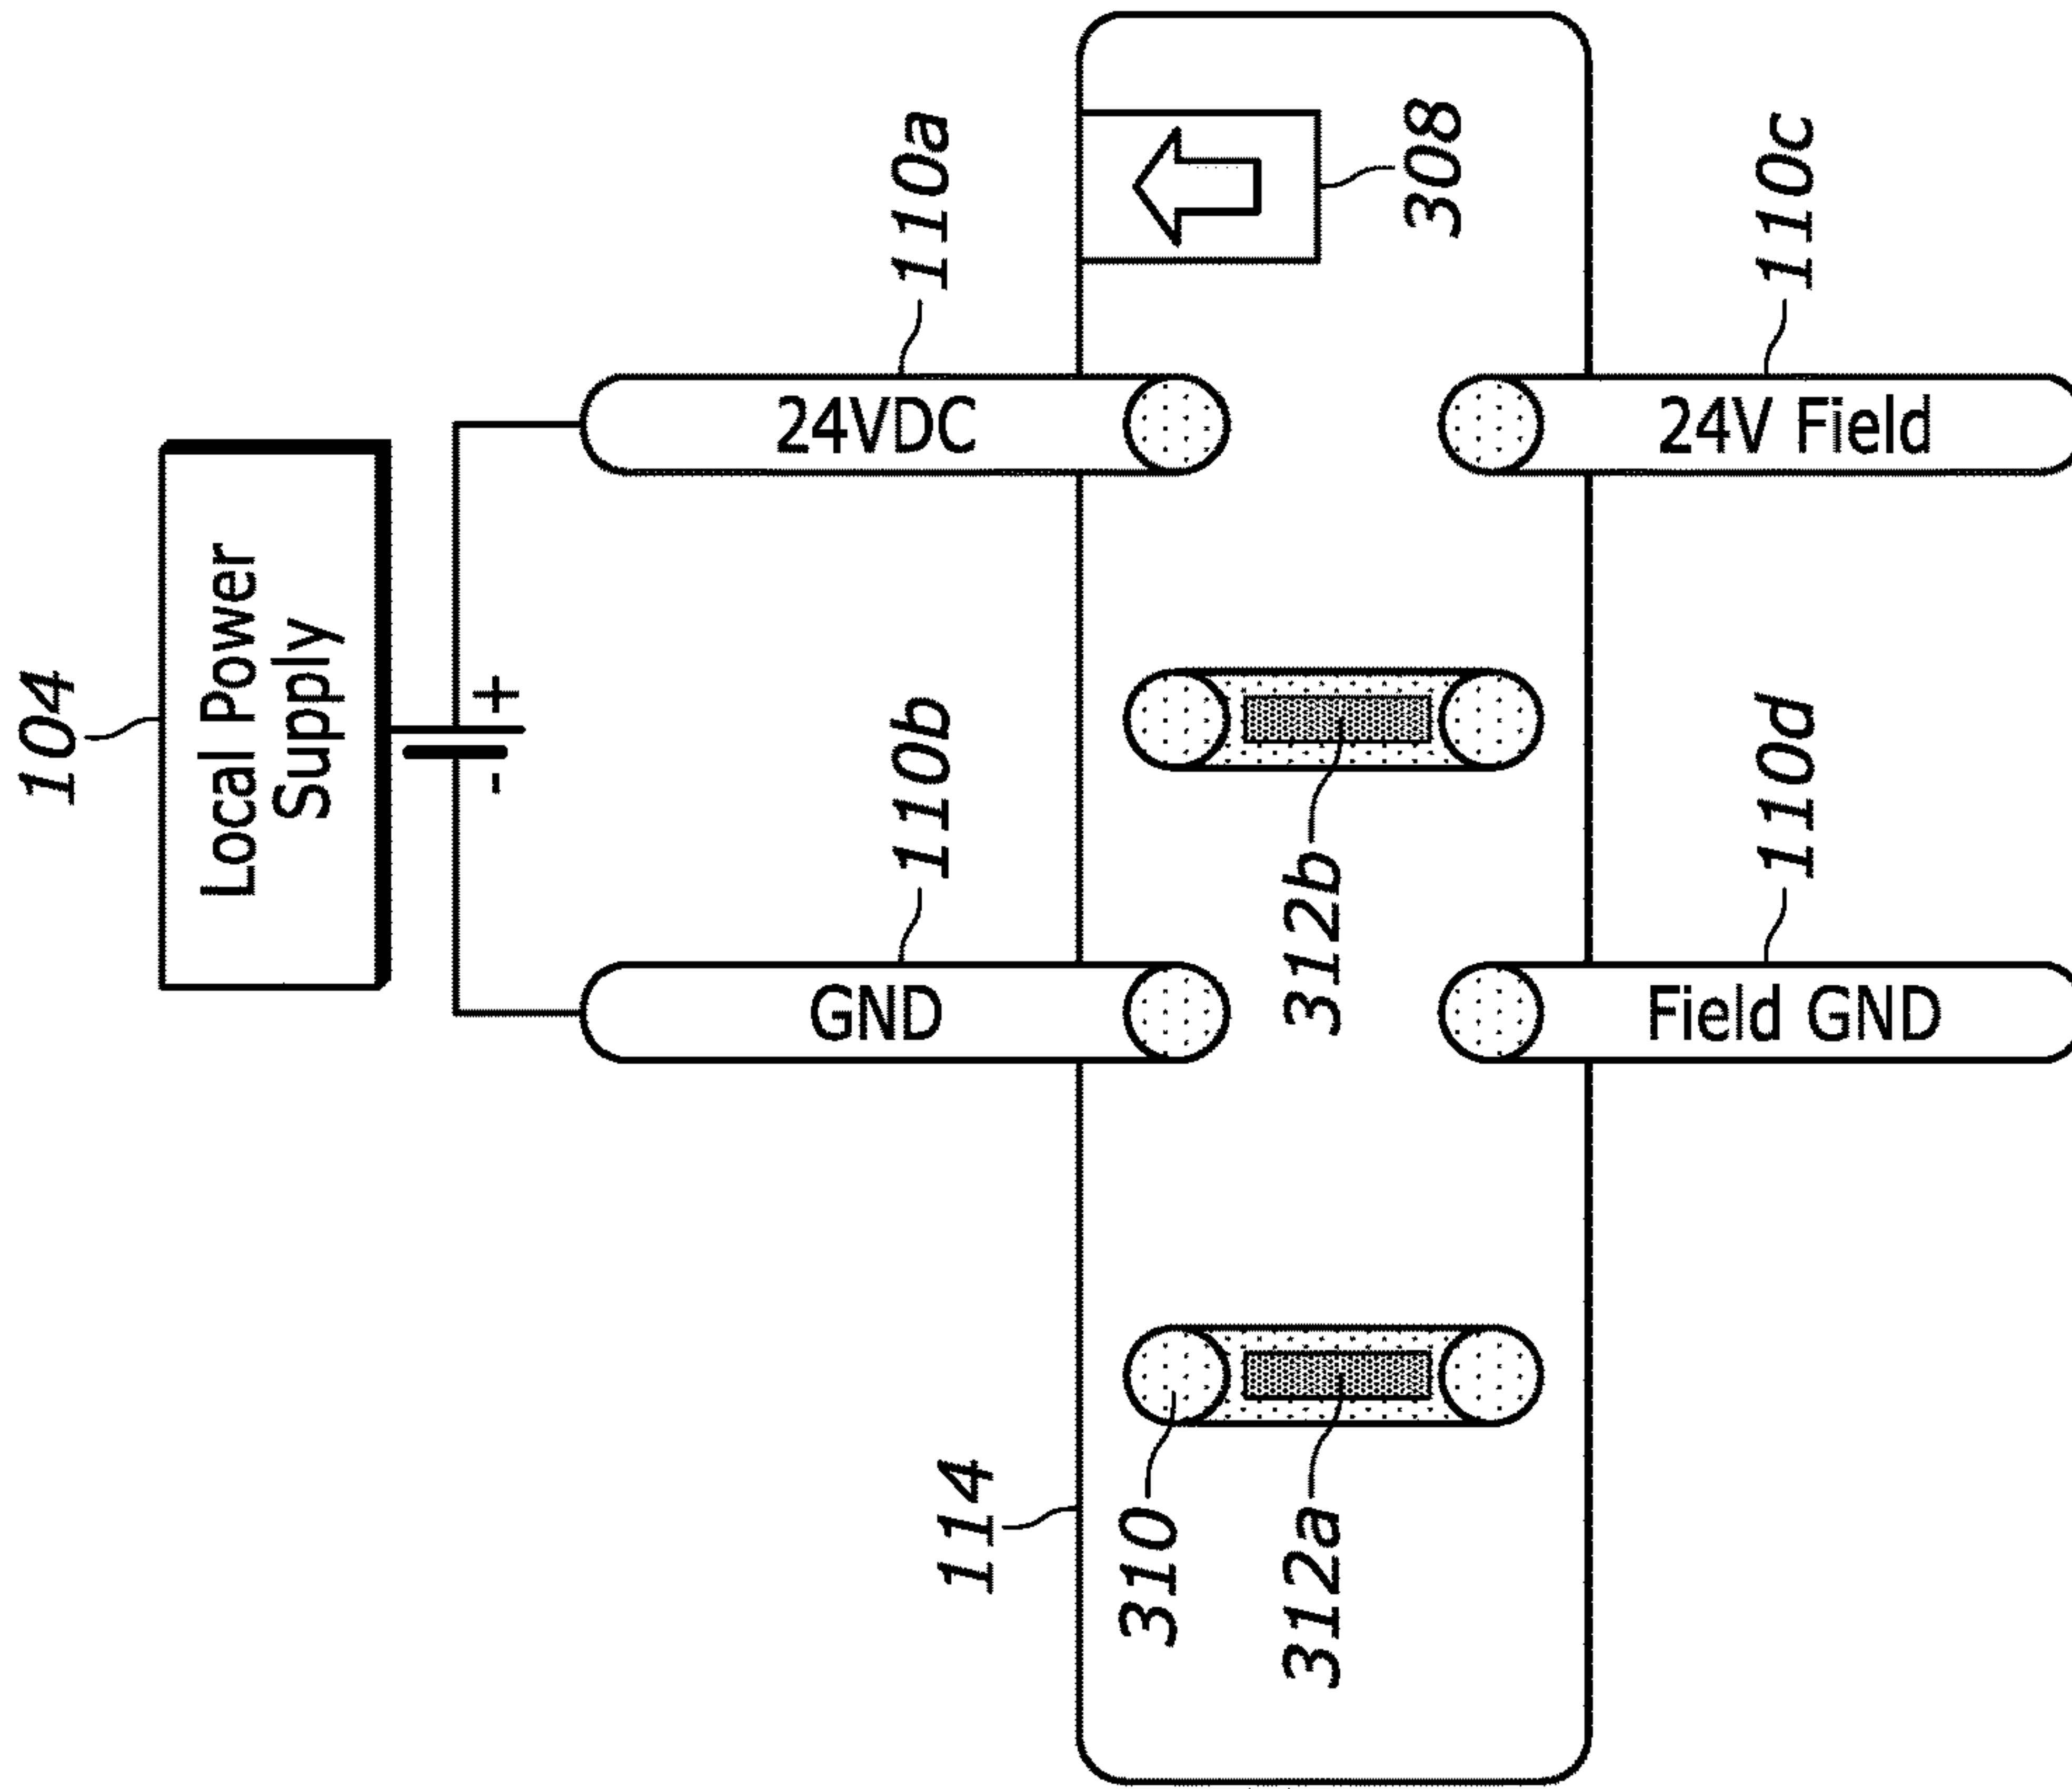 104
Local Power
Supply
+
-
110a
24VDC
110b
GND
308
312b
114
310
312a
110c
24V Field
110d
Field GND